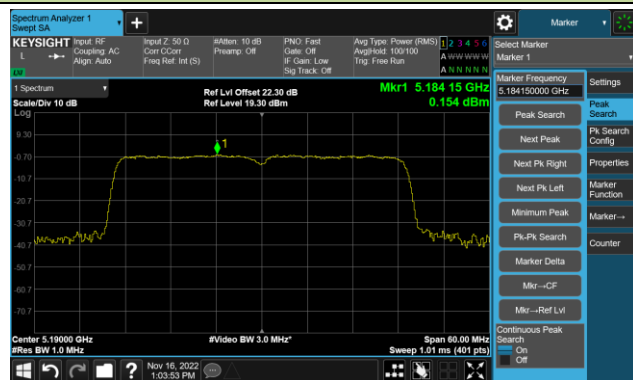 Spectrum Analyzer 1
Swept SA
Marker
KEYSIGHT
L
Input: RF
Coupling: AC
Align: Auto
Input Z: 50 Ω
Corr CCorr
Freq Ref: Int (S)
#Atten: 10 dB
Preamp: Off
PNO: Fast
Gate: Off
IF Gain: Low
Sig Track: Off
Avg Type: Power (RMS)
Avg|Hold: 100/100
Trig: Free Run
1 2 3 4 5 6
A W W W W W
A N N N N N
Select Marker
Marker 1
1 Spectrum
Scale/Div 10 dB
Log
Ref Lvl Offset 22.30 dB
Ref Level 19.30 dBm
Mkr1 5.184 15 GHz
0.154 dBm
9.30
-0.70
-10.7
-20.7
-30.7
-40.7
-50.7
-60.7
-70.7
1
Center 5.19000 GHz
#Res BW 1.0 MHz
#Video BW 3.0 MHz*
Span 60.00 MHz
Sweep 1.01 ms (401 pts)
Marker Frequency
5.184150000 GHz
Peak Search
Next Peak
Next Pk Right
Next Pk Left
Minimum Peak
Pk-Pk Search
Marker Delta
Mkr→CF
Mkr→Ref Lvl
Continuous Peak
Search
On
Off
Settings
Peak
Search
Pk Search
Config
Properties
Marker
Function
Marker→
Counter
Nov 16, 2022
1:03:53 PM